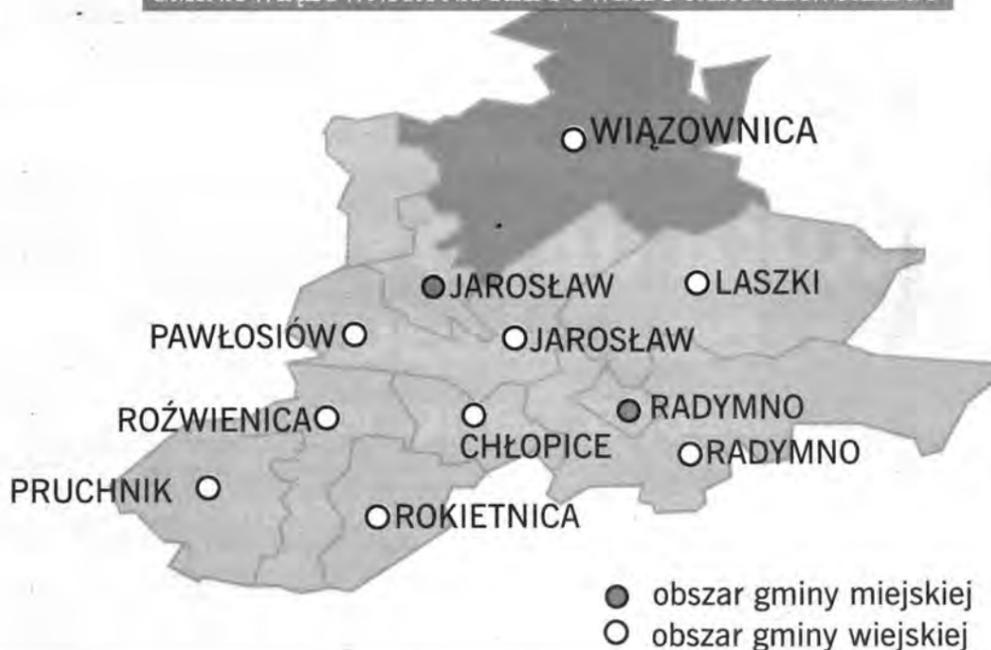 WIĄZOWNICA
JAROSŁAW
LASZKI
PAWŁOSIÓW
JAROSŁAW
ROŹWIENICA
CHŁOPICE
RADYMNO
RADYMNO
PRUCHNIK
ROKIETNICA
obszar gminy miejskiej
obszar gminy wiejskiej